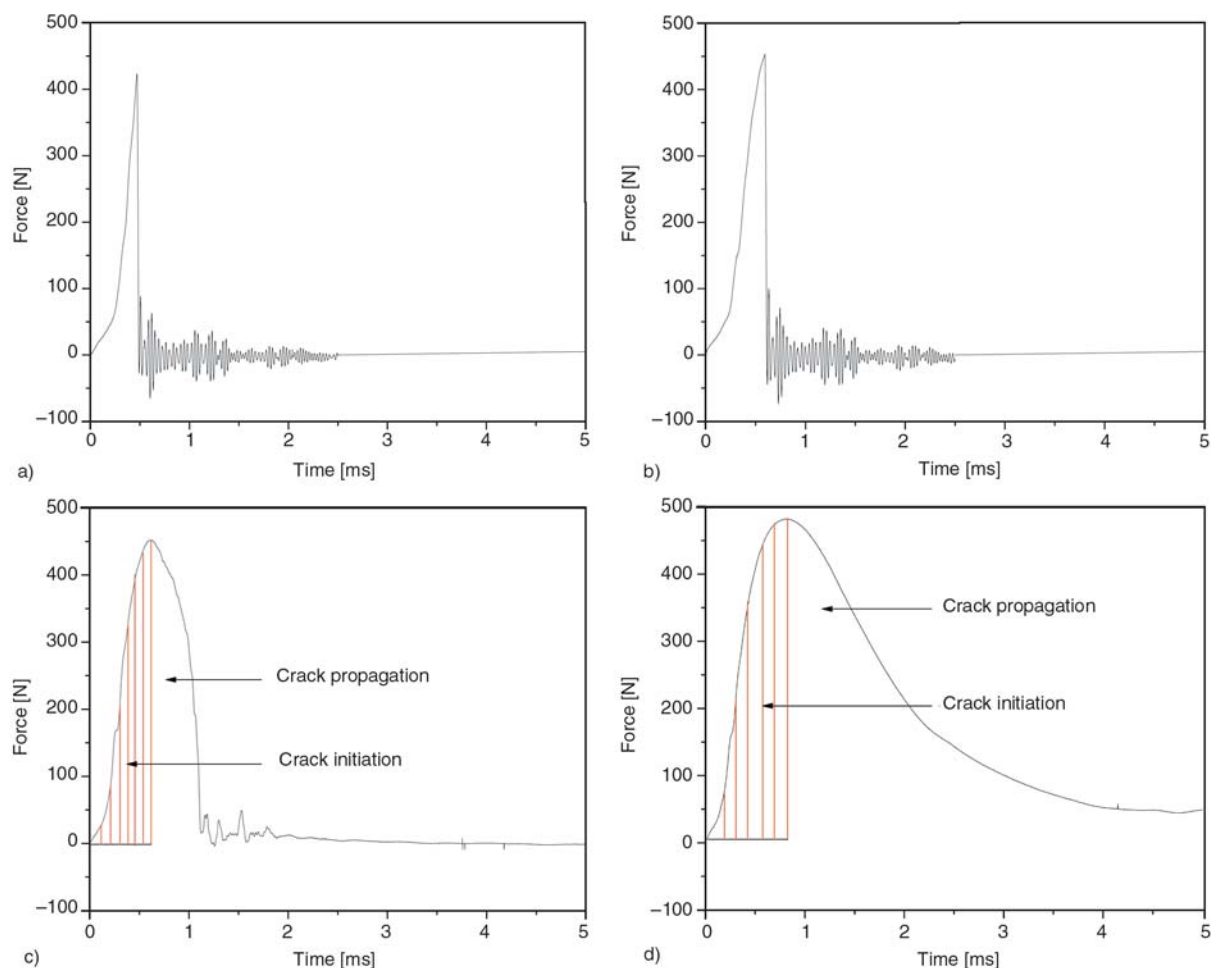 500
400
300
200
100
0
–100
Force [N]
0 1 2 3 4 5
Time [ms]
a)
500
400
300
200
100
0
–100
Force [N]
0 1 2 3 4 5
Time [ms]
b)
500
400
300
200
100
0
–100
Force [N]
Crack propagation
Crack initiation
0 1 2 3 4 5
Time [ms]
c)
500
400
300
200
100
0
–100
Force [N]
Crack propagation
Crack initiation
0 1 2 3 4 5
Time [ms]
d)